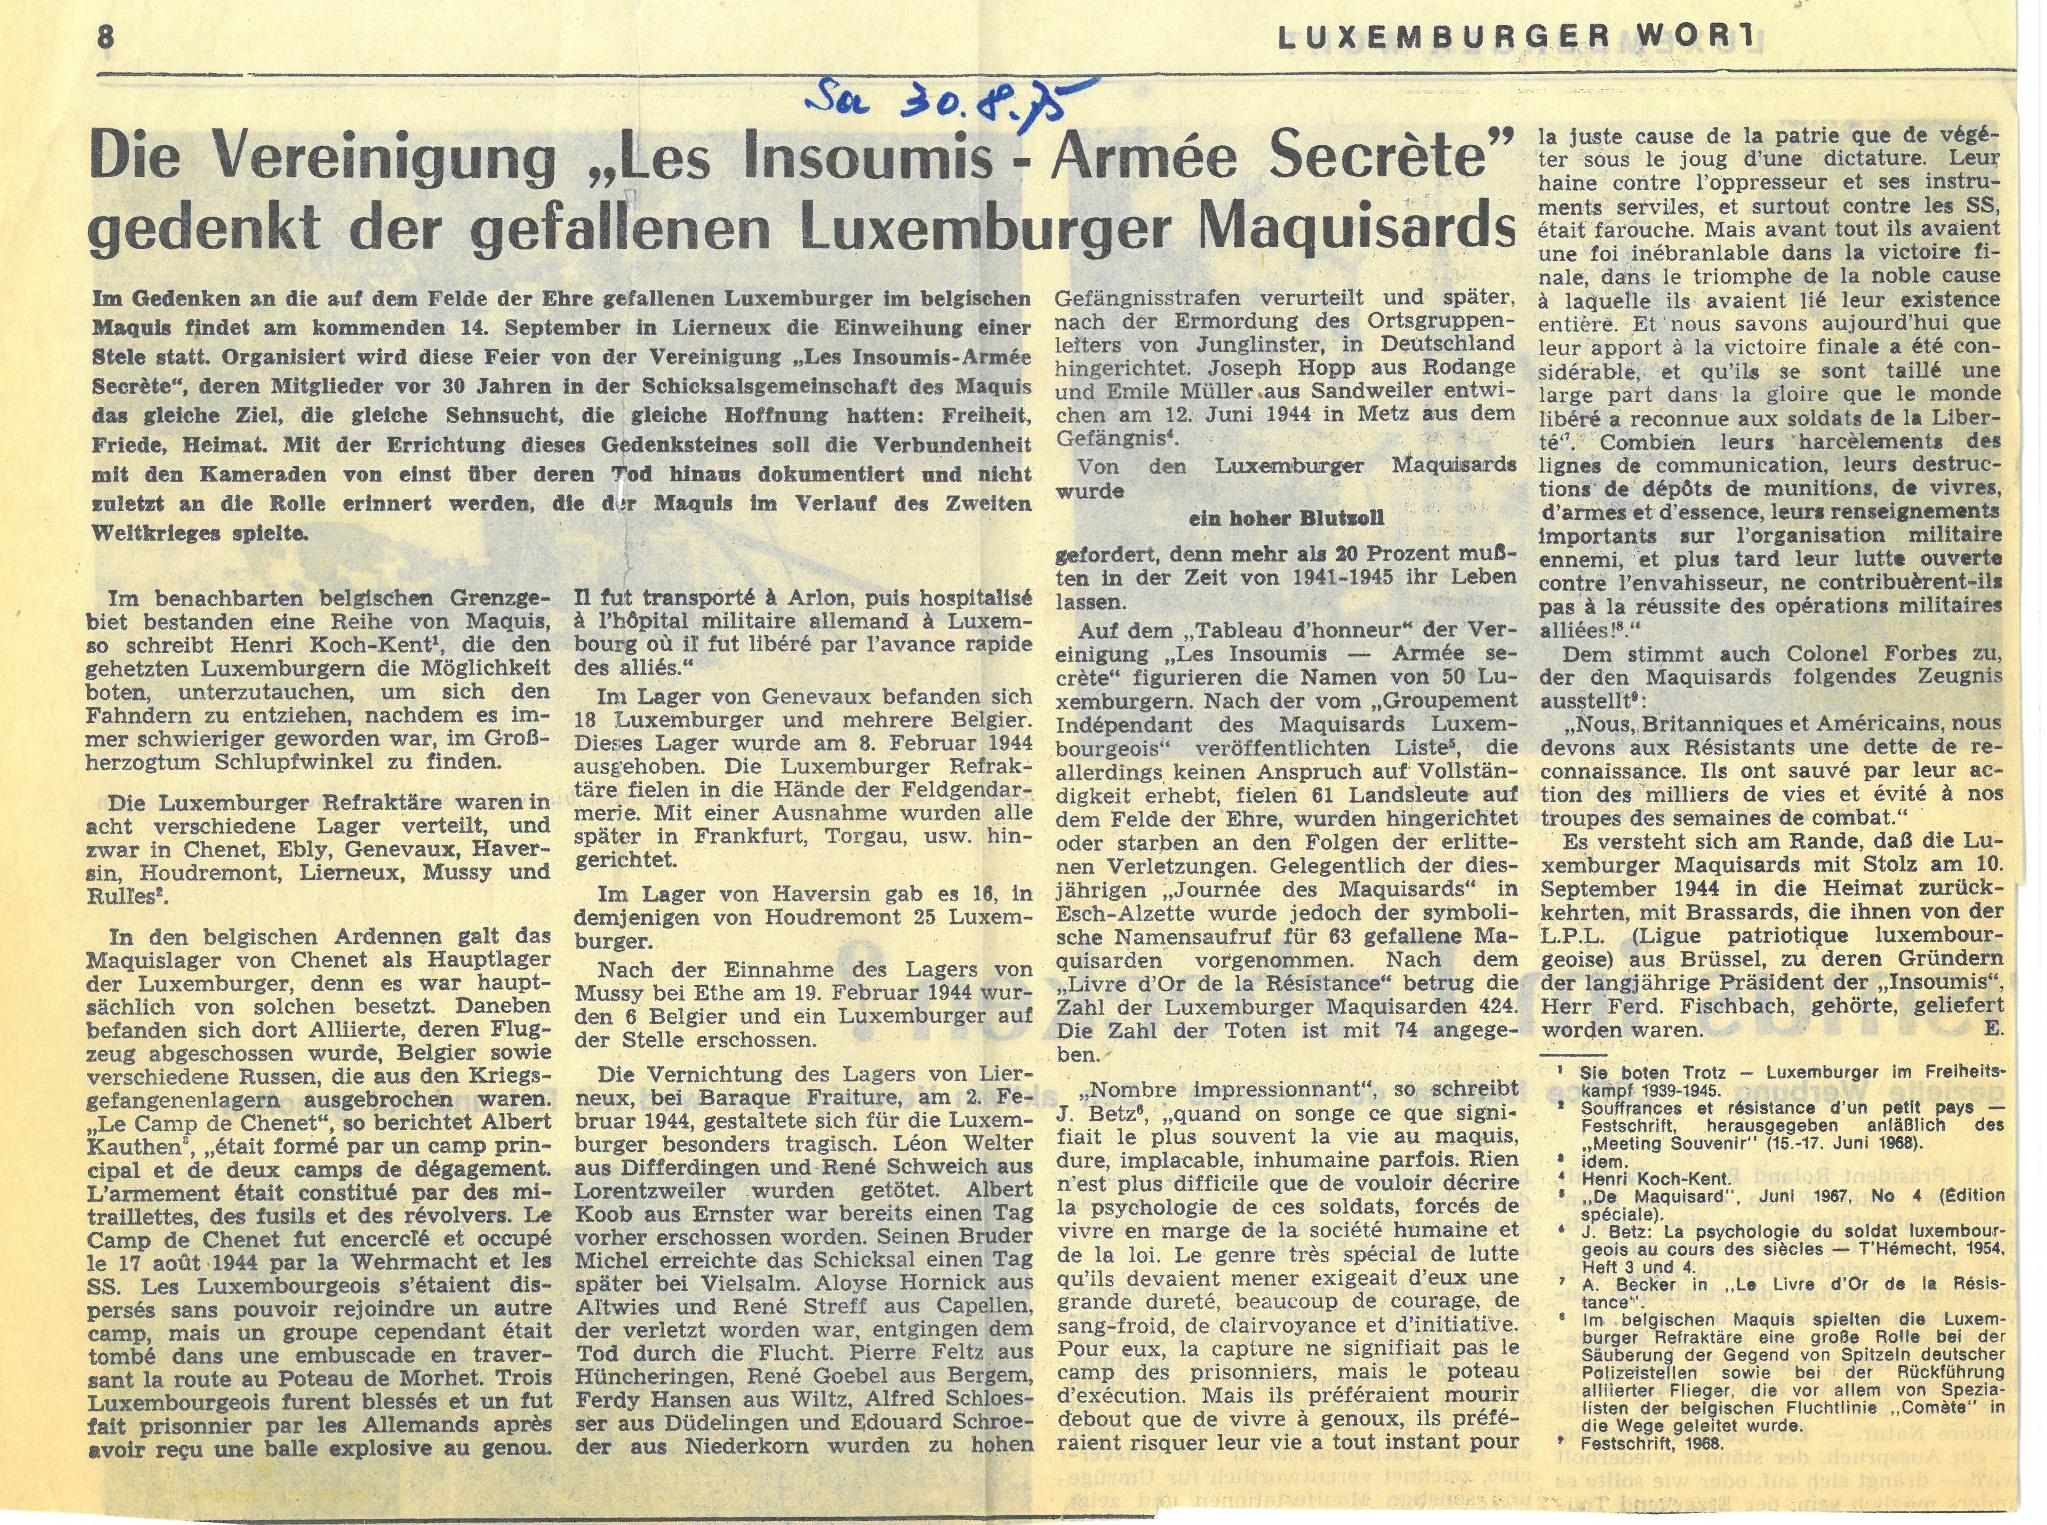 8
LUXEMBURGER WORT
Sa 30.8.75
Die Vereinigung „Les Insoumis - Armée Secrète”
gedenkt der gefallenen Luxemburger Maquisards
Im Gedenken an die auf dem Felde der Ehre gefallenen Luxemburger im belgischen
Maquis findet am kommenden 14. September in Lierneux die Einweihung einer
Stele statt. Organisiert wird diese Feier von der Vereinigung „Les Insoumis-Armée
Secrète“, deren Mitglieder vor 30 Jahren in der Schicksalsgemeinschaft des Maquis
das gleiche Ziel, die gleiche Sehnsucht, die gleiche Hoffnung hatten: Freiheit,
Friede, Heimat. Mit der Errichtung dieses Gedenksteines soll die Verbundenheit
mit den Kameraden von einst über deren Tod hinaus dokumentiert und nicht
zuletzt an die Rolle erinnert werden, die der Maquis im Verlauf des Zweiten
Weltkrieges spielte.
Im benachbarten belgischen Grenzge-
biet bestanden eine Reihe von Maquis,
so schreibt Henri Koch-Kent¹, die den
gehetzten Luxemburgern die Möglichkeit
boten, unterzutauchen, um sich den
Fahndern zu entziehen, nachdem es im-
mer schwieriger geworden war, im Groß-
herzogtum Schlupfwinkel zu finden.
Die Luxemburger Refraktäre waren in
acht verschiedene Lager verteilt, und
zwar in Chenet, Ebly, Genevaux, Haver-
sin, Houdremont, Lierneux, Mussy und
Rulles².
In den belgischen Ardennen galt das
Maquislager von Chenet als Hauptlager
der Luxemburger, denn es war haupt-
sächlich von solchen besetzt. Daneben
befanden sich dort Alliierte, deren Flug-
zeug abgeschossen wurde, Belgier sowie
verschiedene Russen, die aus den Kriegs-
gefangenenlagern ausgebrochen waren.
„Le Camp de Chenet“, so berichtet Albert
Kauthen³, „était formé par un camp prin-
cipal et de deux camps de dégagement.
L'armement était constitué par des mi-
traillettes, des fusils et des révolvers. Le
Camp de Chenet fut encerclé et occupé
le 17 août 1944 par la Wehrmacht et les
SS. Les Luxembourgeois s'étaient dis-
persés sans pouvoir rejoindre un autre
camp, mais un groupe cependant était
tombé dans une embuscade en traver-
sant la route au Poteau de Morhet. Trois
Luxembourgeois furent blessés et un fut
fait prisonnier par les Allemands après
avoir reçu une balle explosive au genou.
Il fut transporté à Arlon, puis hospitalisé
à l'hôpital militaire allemand à Luxem-
bourg où il fut libéré par l'avance rapide
des alliés.“
Im Lager von Genevaux befanden sich
18 Luxemburger und mehrere Belgier.
Dieses Lager wurde am 8. Februar 1944
ausgehoben. Die Luxemburger Refrak-
täre fielen in die Hände der Feldgendar-
merie. Mit einer Ausnahme wurden alle
später in Frankfurt, Torgau, usw. hin-
gerichtet.
Im Lager von Haversin gab es 16, in
demjenigen von Houdremont 25 Luxem-
burger.
Nach der Einnahme des Lagers von
Mussy bei Ethe am 19. Februar 1944 wur-
den 6 Belgier und ein Luxemburger auf
der Stelle erschossen.
Die Vernichtung des Lagers von Lier-
neux, bei Baraque Fraiture, am 2. Fe-
bruar 1944, gestaltete sich für die Luxem-
burger besonders tragisch. Léon Welter
aus Differdingen und René Schweich aus
Lorentzweiler wurden getötet. Albert
Koob aus Ernster war bereits einen Tag
vorher erschossen worden. Seinen Bruder
Michel erreichte das Schicksal einen Tag
später bei Vielsalm. Aloyse Hornick aus
Altwies und René Streff aus Capellen,
der verletzt worden war, entgingen dem
Tod durch die Flucht. Pierre Feltz aus
Hüncheringen, René Goebel aus Bergem,
Ferdy Hansen aus Wiltz, Alfred Schloes-
ser aus Düdelingen und Edouard Schroe-
der aus Niederkorn wurden zu hohen
Gefängnisstrafen verurteilt und später,
nach der Ermordung des Ortsgruppen-
leiters von Junglinster, in Deutschland
hingerichtet. Joseph Hopp aus Rodange
und Emile Müller aus Sandweiler entwi-
chen am 12. Juni 1944 in Metz aus dem
Gefängnis⁴.
Von den Luxemburger Maquisards
wurde
ein hoher Blutzoll
gefordert, denn mehr als 20 Prozent muß-
ten in der Zeit von 1941-1945 ihr Leben
lassen.
Auf dem „Tableau d'honneur“ der Ver-
einigung „Les Insoumis — Armée se-
crète“ figurieren die Namen von 50 Lu-
xemburgern. Nach der vom „Groupement
Indépendant des Maquisards Luxem-
bourgeois“ veröffentlichten Liste⁵, die
allerdings keinen Anspruch auf Vollstän-
digkeit erhebt, fielen 61 Landsleute auf
dem Felde der Ehre, wurden hingerichtet
oder starben an den Folgen der erlitte-
nen Verletzungen. Gelegentlich der dies-
jährigen „Journée des Maquisards“ in
Esch-Alzette wurde jedoch der symboli-
sche Namensaufruf für 63 gefallene Ma-
quisarden vorgenommen. Nach dem
„Livre d'Or de la Résistance“ betrug die
Zahl der Luxemburger Maquisarden 424.
Die Zahl der Toten ist mit 74 angege-
ben.
„Nombre impressionnant“, so schreibt
J. Betz⁶, „quand on songe ce que signi-
fiait le plus souvent la vie au maquis,
dure, implacable, inhumaine parfois. Rien
n'est plus difficile que de vouloir décrire
la psychologie de ces soldats, forcés de
vivre en marge de la société humaine et
de la loi. Le genre très spécial de lutte
qu'ils devaient mener exigeait d'eux une
grande dureté, beaucoup de courage, de
sang-froid, de clairvoyance et d'initiative.
Pour eux, la capture ne signifiait pas le
camp des prisonniers, mais le poteau
d'exécution. Mais ils préféraient mourir
debout que de vivre à genoux, ils préfé-
raient risquer leur vie a tout instant pour
la juste cause de la patrie que de végé-
ter sous le joug d'une dictature. Leur
haine contre l'oppresseur et ses instru-
ments serviles, et surtout contre les SS,
était farouche. Mais avant tout ils avaient
une foi inébranlable dans la victoire fi-
nale, dans le triomphe de la noble cause
à laquelle ils avaient lié leur existence
entière. Et nous savons aujourd'hui que
leur apport à la victoire finale a été con-
sidérable, et qu'ils se sont taillé une
large part dans la gloire que le monde
libéré a reconnue aux soldats de la Liber-
té⁷. Combien leurs harcèlements des
lignes de communication, leurs destruc-
tions de dépôts de munitions, de vivres,
d'armes et d'essence, leurs renseignements
importants sur l'organisation militaire
ennemi, et plus tard leur lutte ouverte
contre l'envahisseur, ne contribuèrent-ils
pas à la réussite des opérations militaires
alliées!⁸.“
Dem stimmt auch Colonel Forbes zu,
der den Maquisards folgendes Zeugnis
ausstellt⁹:
„Nous, Britanniques et Américains, nous
devons aux Résistants une dette de re-
connaissance. Ils ont sauvé par leur ac-
tion des milliers de vies et évité à nos
troupes des semaines de combat.“
Es versteht sich am Rande, daß die Lu-
xemburger Maquisards mit Stolz am 10.
September 1944 in die Heimat zurück-
kehrten, mit Brassards, die ihnen von der
L.P.L. (Ligue patriotique luxembour-
geoise) aus Brüssel, zu deren Gründern
der langjährige Präsident der „Insoumis“,
Herr Ferd. Fischbach, gehörte, geliefert
worden waren. E.
¹ Sie boten Trotz — Luxemburger im Freiheits-
kampf 1939-1945.
² Souffrances et résistance d'un petit pays —
Festschrift, herausgegeben anläßlich des
„Meeting Souvenir“ (15.-17. Juni 1968).
³ idem.
⁴ Henri Koch-Kent.
⁵ „De Maquisard“, Juni 1967, No 4 (Edition
spéciale).
⁶ J. Betz: La psychologie du soldat luxembour-
geois au cours des siècles — T'Hémecht, 1954,
Heft 3 und 4.
⁷ A. Becker in „Le Livre d'Or de la Résis-
tance“.
⁸ Im belgischen Maquis spielten die Luxem-
burger Refraktäre eine große Rolle bei der
Säuberung der Gegend von Spitzeln deutscher
Polizeistellen sowie bei der Rückführung
alliierter Flieger, die vor allem von Spezia-
listen der belgischen Fluchtlinie „Comète“ in
die Wege geleitet wurde.
⁹ Festschrift, 1968.